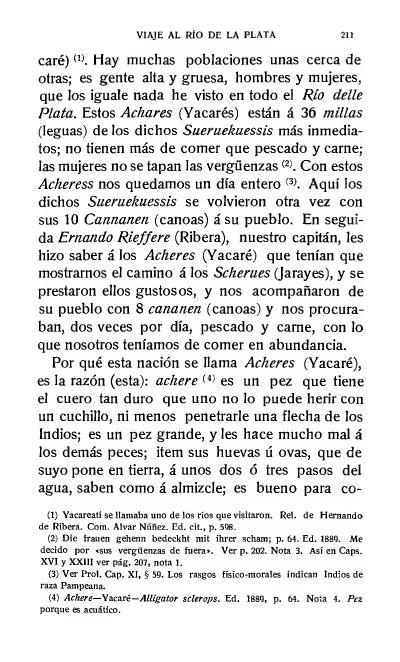 VIAJE AL RÍO DE LA PLATA 211
caré) (1). Hay muchas poblaciones unas cerca de
otras; es gente alta y gruesa, hombres y mujeres,
que los iguale nada he visto en todo el Río delle
Plata. Estos Achares (Yacarés) están á 36 millas
(leguas) de los dichos Sueruekuessis más inmedia-
tos; no tienen más de comer que pescado y carne;
las mujeres no se tapan las vergüenzas (2). Con estos
Acheress nos quedamos un día entero (3). Aquí los
dichos Sueruekuessis se volvieron otra vez con
sus 10 Cannanen (canoas) á su pueblo. En segui-
da Ernando Rieffere (Ribera), nuestro capitán, les
hizo saber á los Acheres (Yacaré) que tenían que
mostrarnos el camino á los Scherues (Jarayes), y se
prestaron ellos gustosos, y nos acompañaron de
su pueblo con 8 cananen (canoas) y nos procura-
ban, dos veces por día, pescado y carne, con lo
que nosotros teníamos de comer en abundancia.
Por qué esta nación se llama Acheres (Yacaré),
es la razón (esta): achere (4) es un pez que tiene
el cuero tan duro que uno no lo puede herir con
un cuchillo, ni menos penetrarle una flecha de los
Indios; es un pez grande, y les hace mucho mal á
los demás peces; item sus huevas ú ovas, que de
suyo pone en tierra, á unos dos ó tres pasos del
agua, saben como á almizcle; es bueno para co-
(1) Yacareatí se llamaba uno de los ríos que visitaron. Rel. de Hernando
de Ribera. Com. Alvar Núñez. Ed. cit., p. 598.
(2) Die frauen gehenn bedeckht mit ihrer scham; p. 64. Ed. 1889. Me
decido por «sus vergüenzas de fuera». Ver p. 202. Nota 3. Así en Caps.
XVI y XXIII ver pág. 207, nota 1.
(3) Ver Prol. Cap. XI, § 59. Los rasgos físico-morales indican Indios de
raza Pampeana.
(4) Achere—Yacaré—Alligator sclerops. Ed. 1889, p. 64. Nota 4. Pez
porque es acuático.